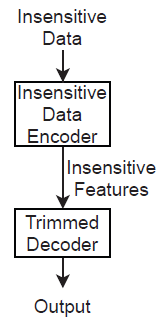 Insensitive
Data
Insensitive
Data
Encoder
Insensitive
Features
Trimmed
Decoder
Output